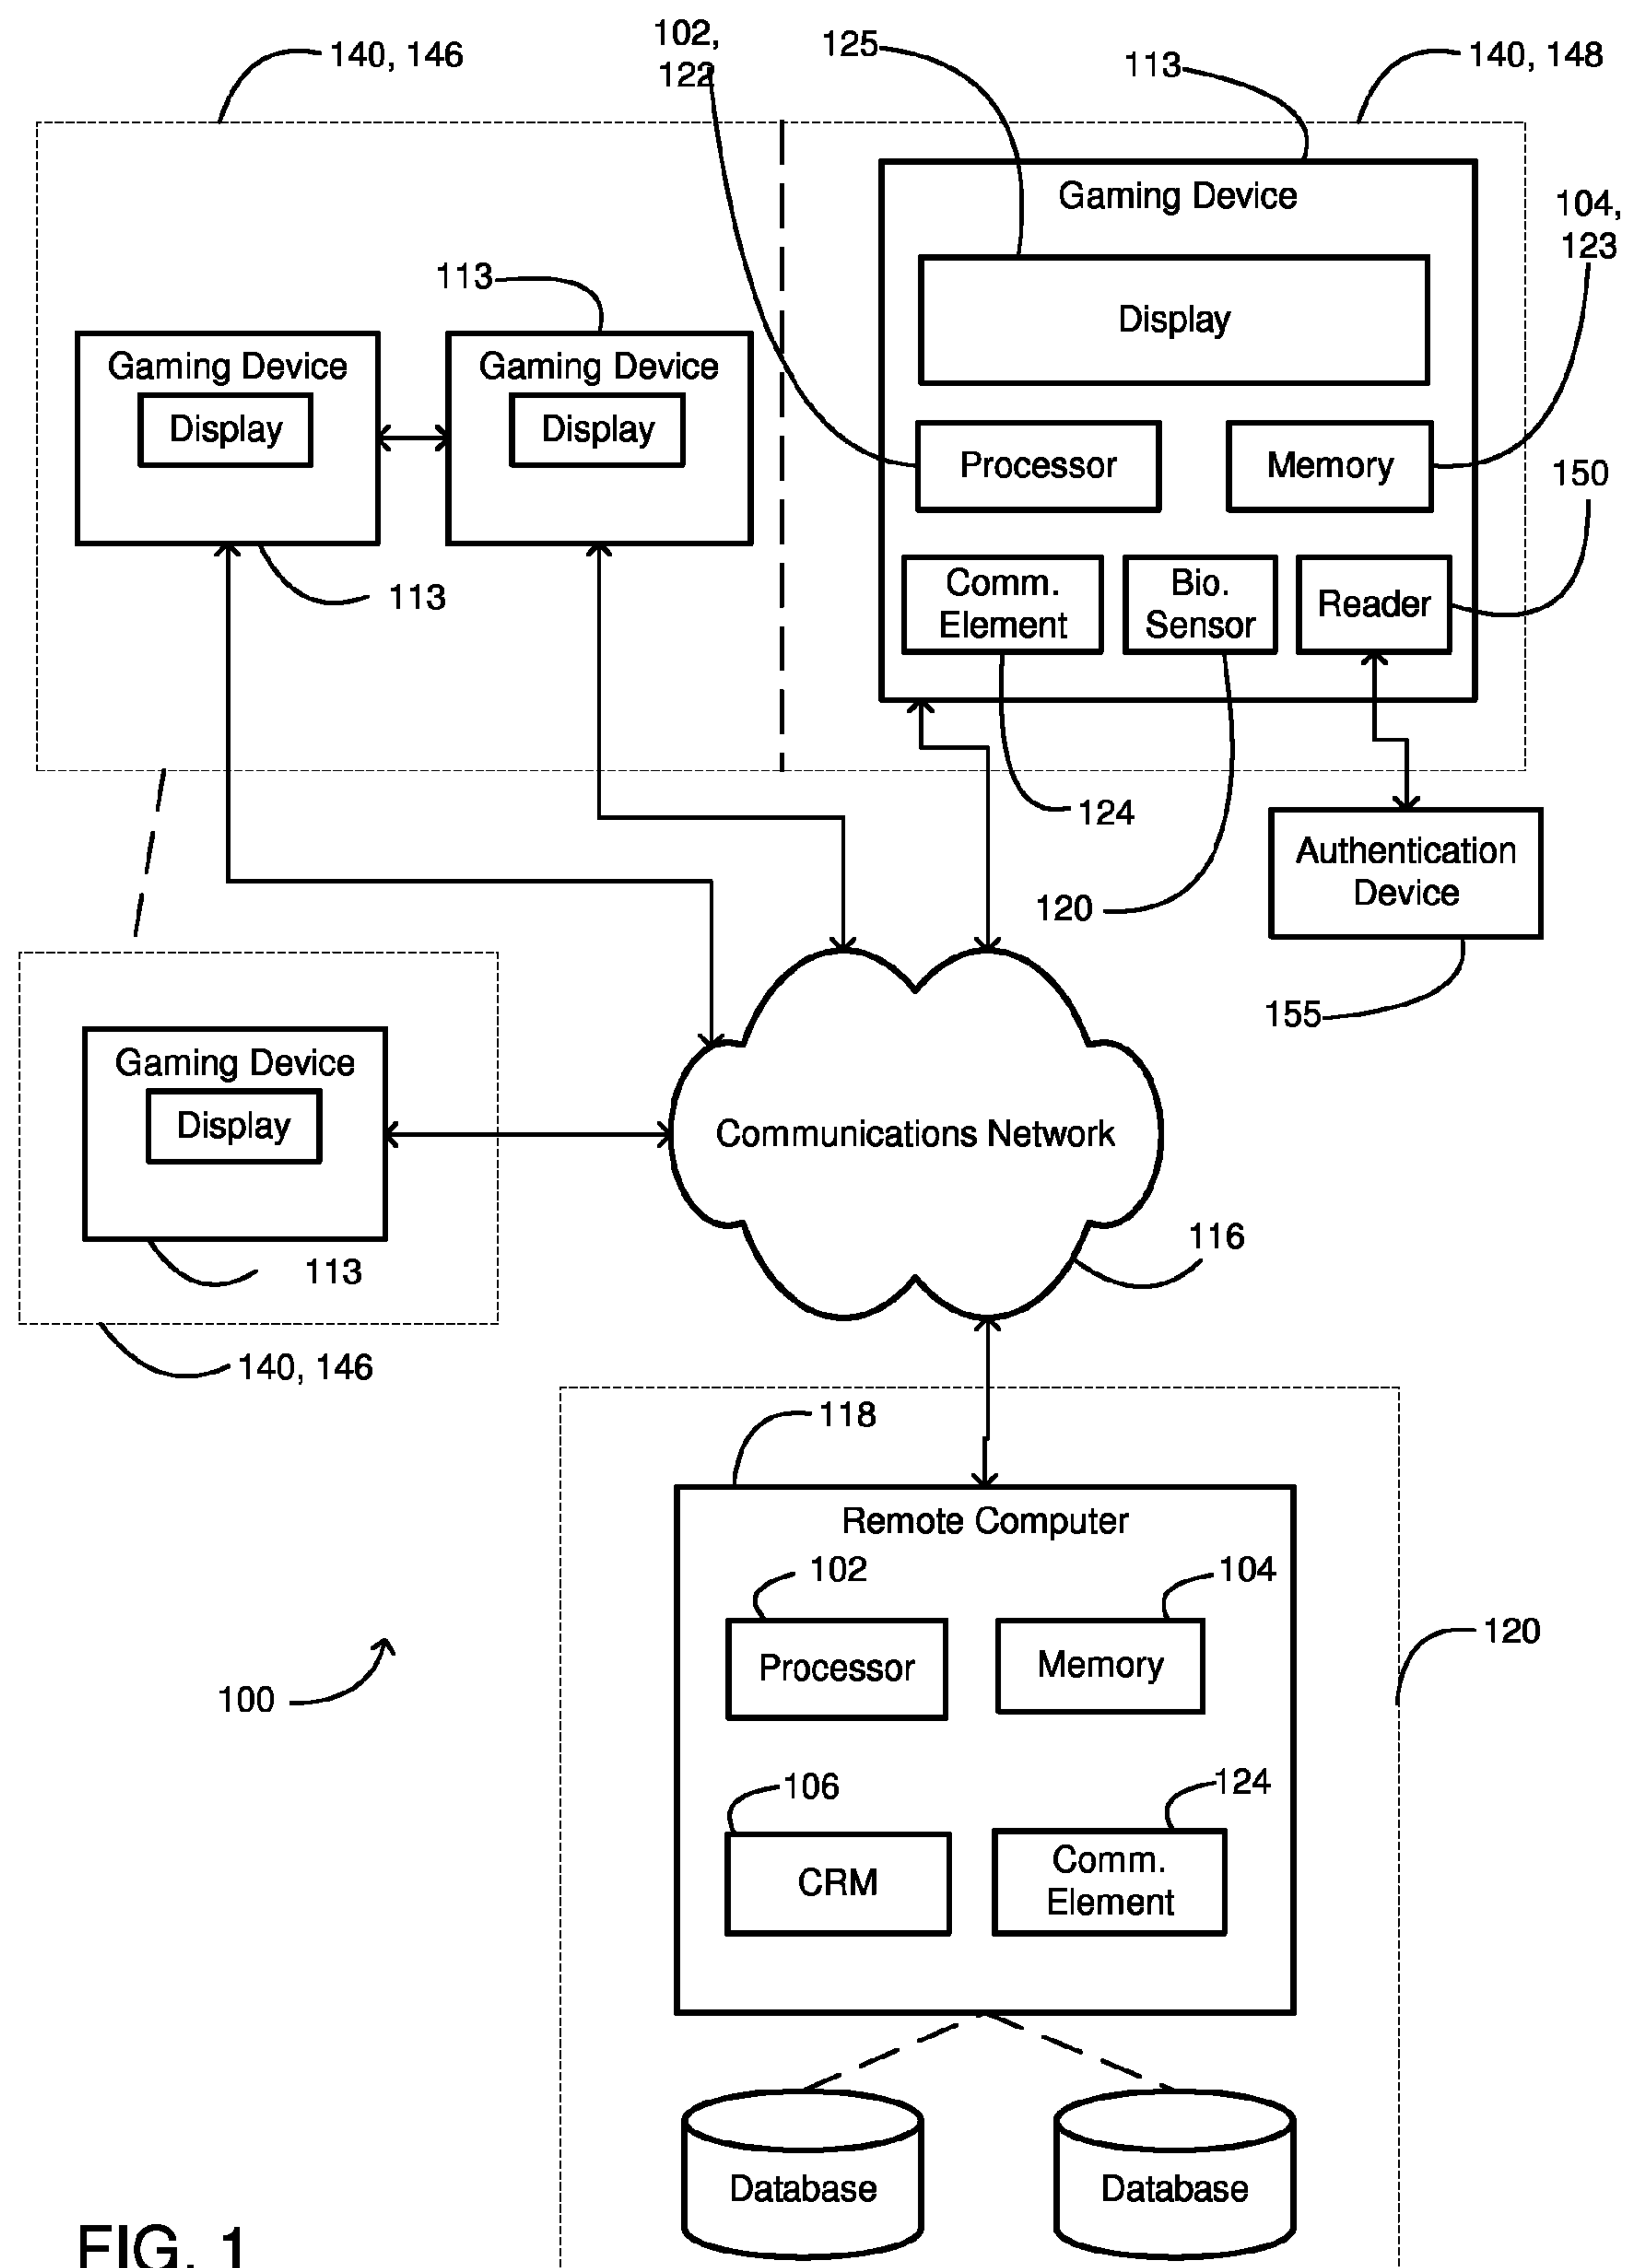 140, 146
102,
122
125
113
140, 148
Gaming Device
104,
123
Display
113
Gaming Device
Display
Gaming Device
Display
Processor
Memory
150
Comm.
Element
Bio.
Sensor
Reader
113
124
120
Authentication
Device
155
Gaming Device
Display
113
140, 146
Communications Network
116
118
Remote Computer
102
104
Processor
Memory
120
100
106
124
CRM
Comm.
Element
Database
Database
FIG. 1